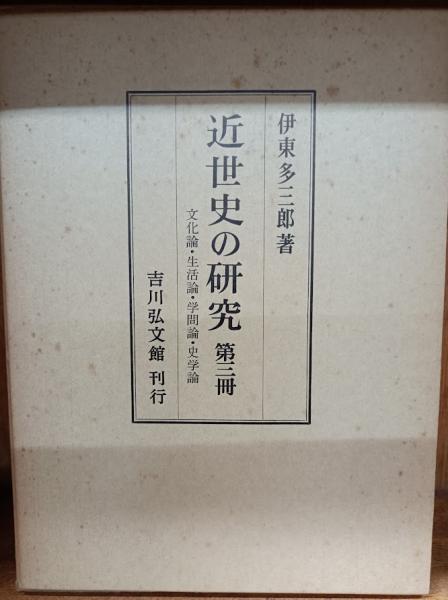 伊東多三郎著
近世史の研究 第三冊
文化論・生活論・学問論・史学論
吉川弘文館 刊行